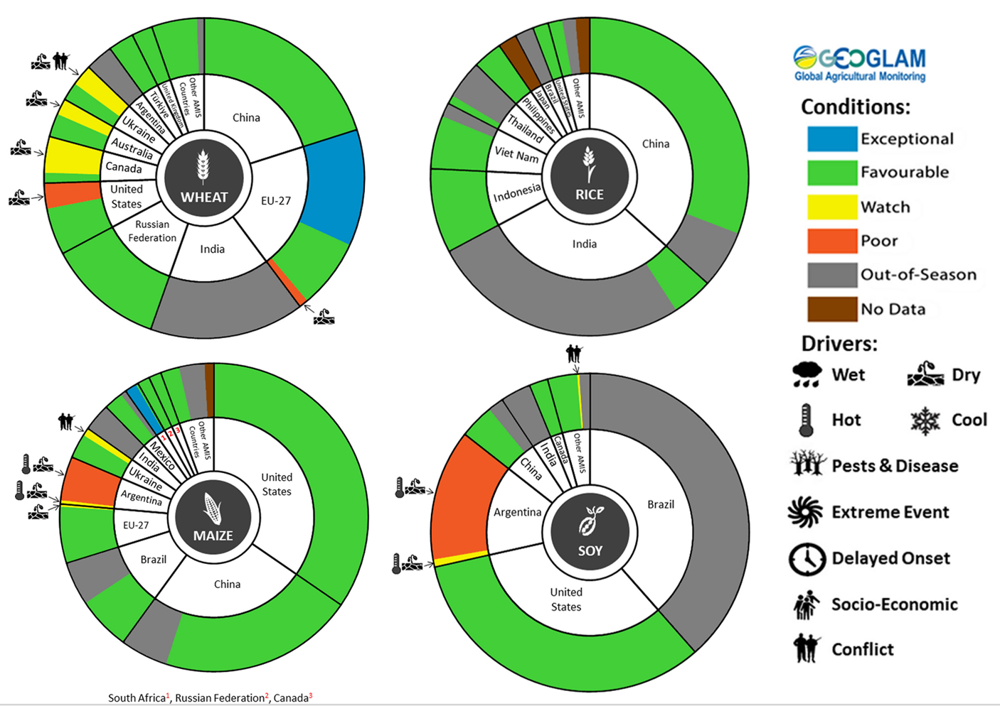 China
EU-27
India
Russian
Federation
United
States
Canada
Australia
Ukraine
Argentina
Türkiye
United Kingdom
Other AMIS
Countries
WHEAT
China
India
Indonesia
Viet Nam
Thailand
Philippines
Japan
Brazil
United States
Other AMIS
RICE
United
States
China
Brazil
EU-27
Argentina
Ukraine
India
Mexico
1
2
3
Other AMIS
Countries
MAIZE
South Africa1, Russian Federation2, Canada3
Brazil
United
States
Argentina
China
India
Canada
Other AMIS
SOY
GEOGLAM
Global Agricultural Monitoring
Conditions:
Exceptional
Favourable
Watch
Poor
Out-of-Season
No Data
Drivers:
Wet
Dry
Hot
Cool
Pests & Disease
Extreme Event
Delayed Onset
Socio-Economic
Conflict